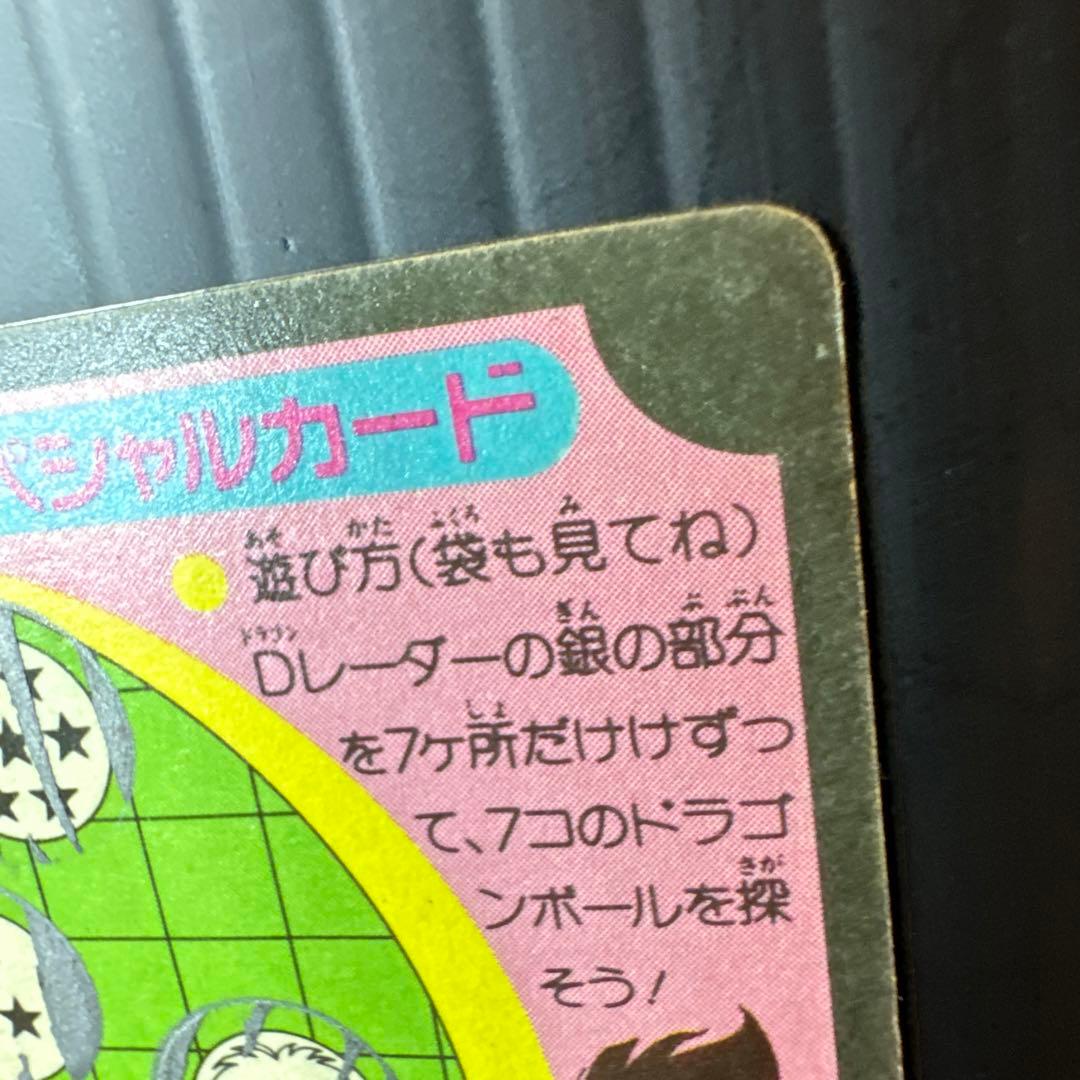 ペシャルカード
遊び方(袋も見てね)
Dレーダーの銀の部分
を7ヶ所だけけずっ
て、7コのドラゴ
ンボールを探
そう!